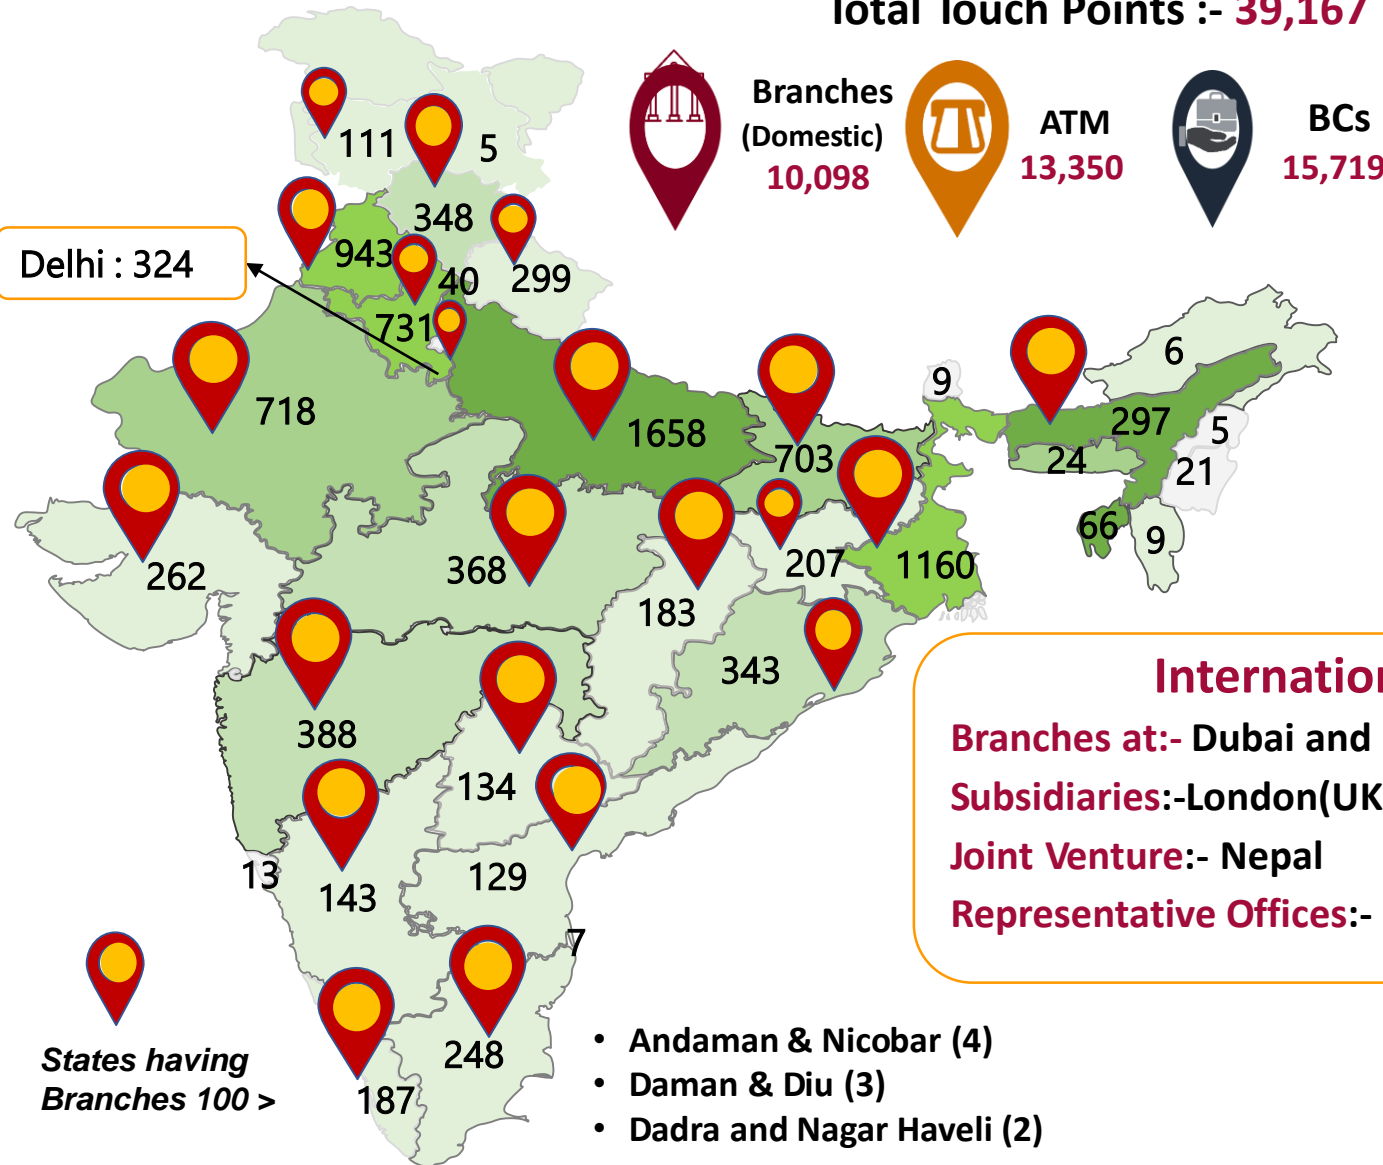 Total Touch Points :- 39,167
Branches
(Domestic)
10,098
ATM
13,350
BCs
15,719
111
5
348
943
Delhi : 324
40
299
731
718
1658
703
9
6
297
5
24
21
66
9
262
368
207
1160
183
343
388
134
129
13
143
7
248
187
Internation
Branches at:- Dubai and
Subsidiaries:-London(UK
Joint Venture:- Nepal
Representative Offices:-
States having
Branches 100 >
• Andaman & Nicobar (4)
• Daman & Diu (3)
• Dadra and Nagar Haveli (2)